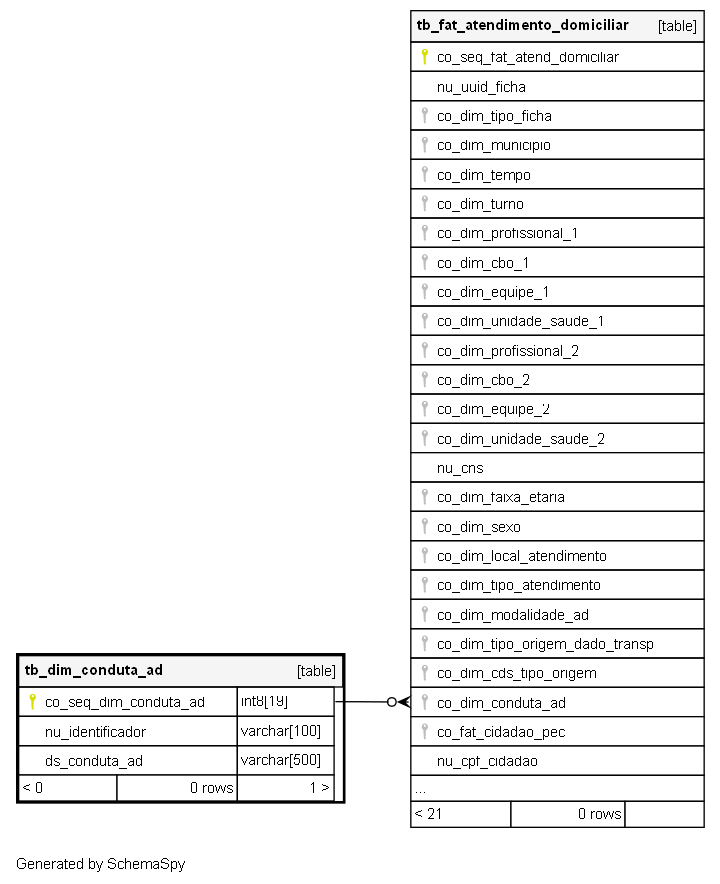 tb_fat_atendimento_domiciliar [table]
co_seq_fat_atend_domiciliar
nu_uuid_ficha
co_dim_tipo_ficha
co_dim_municipio
co_dim_tempo
co_dim_turno
co_dim_profissional_1
co_dim_cbo_1
co_dim_equipe_1
co_dim_unidade_saude_1
co_dim_profissional_2
co_dim_cbo_2
co_dim_equipe_2
co_dim_unidade_saude_2
nu_cns
co_dim_faixa_etaria
co_dim_sexo
co_dim_local_atendimento
co_dim_tipo_atendimento
co_dim_modalidade_ad
co_dim_tipo_origem_dado_transp
co_dim_cds_tipo_origem
co_dim_conduta_ad
co_fat_cidadao_pec
nu_cpf_cidadao
...
< 21 0 rows
tb_dim_conduta_ad [table]
co_seq_dim_conduta_ad int8[19]
nu_identificador varchar[100]
ds_conduta_ad varchar[500]
< 0 0 rows 1 >
Generated by SchemaSpy